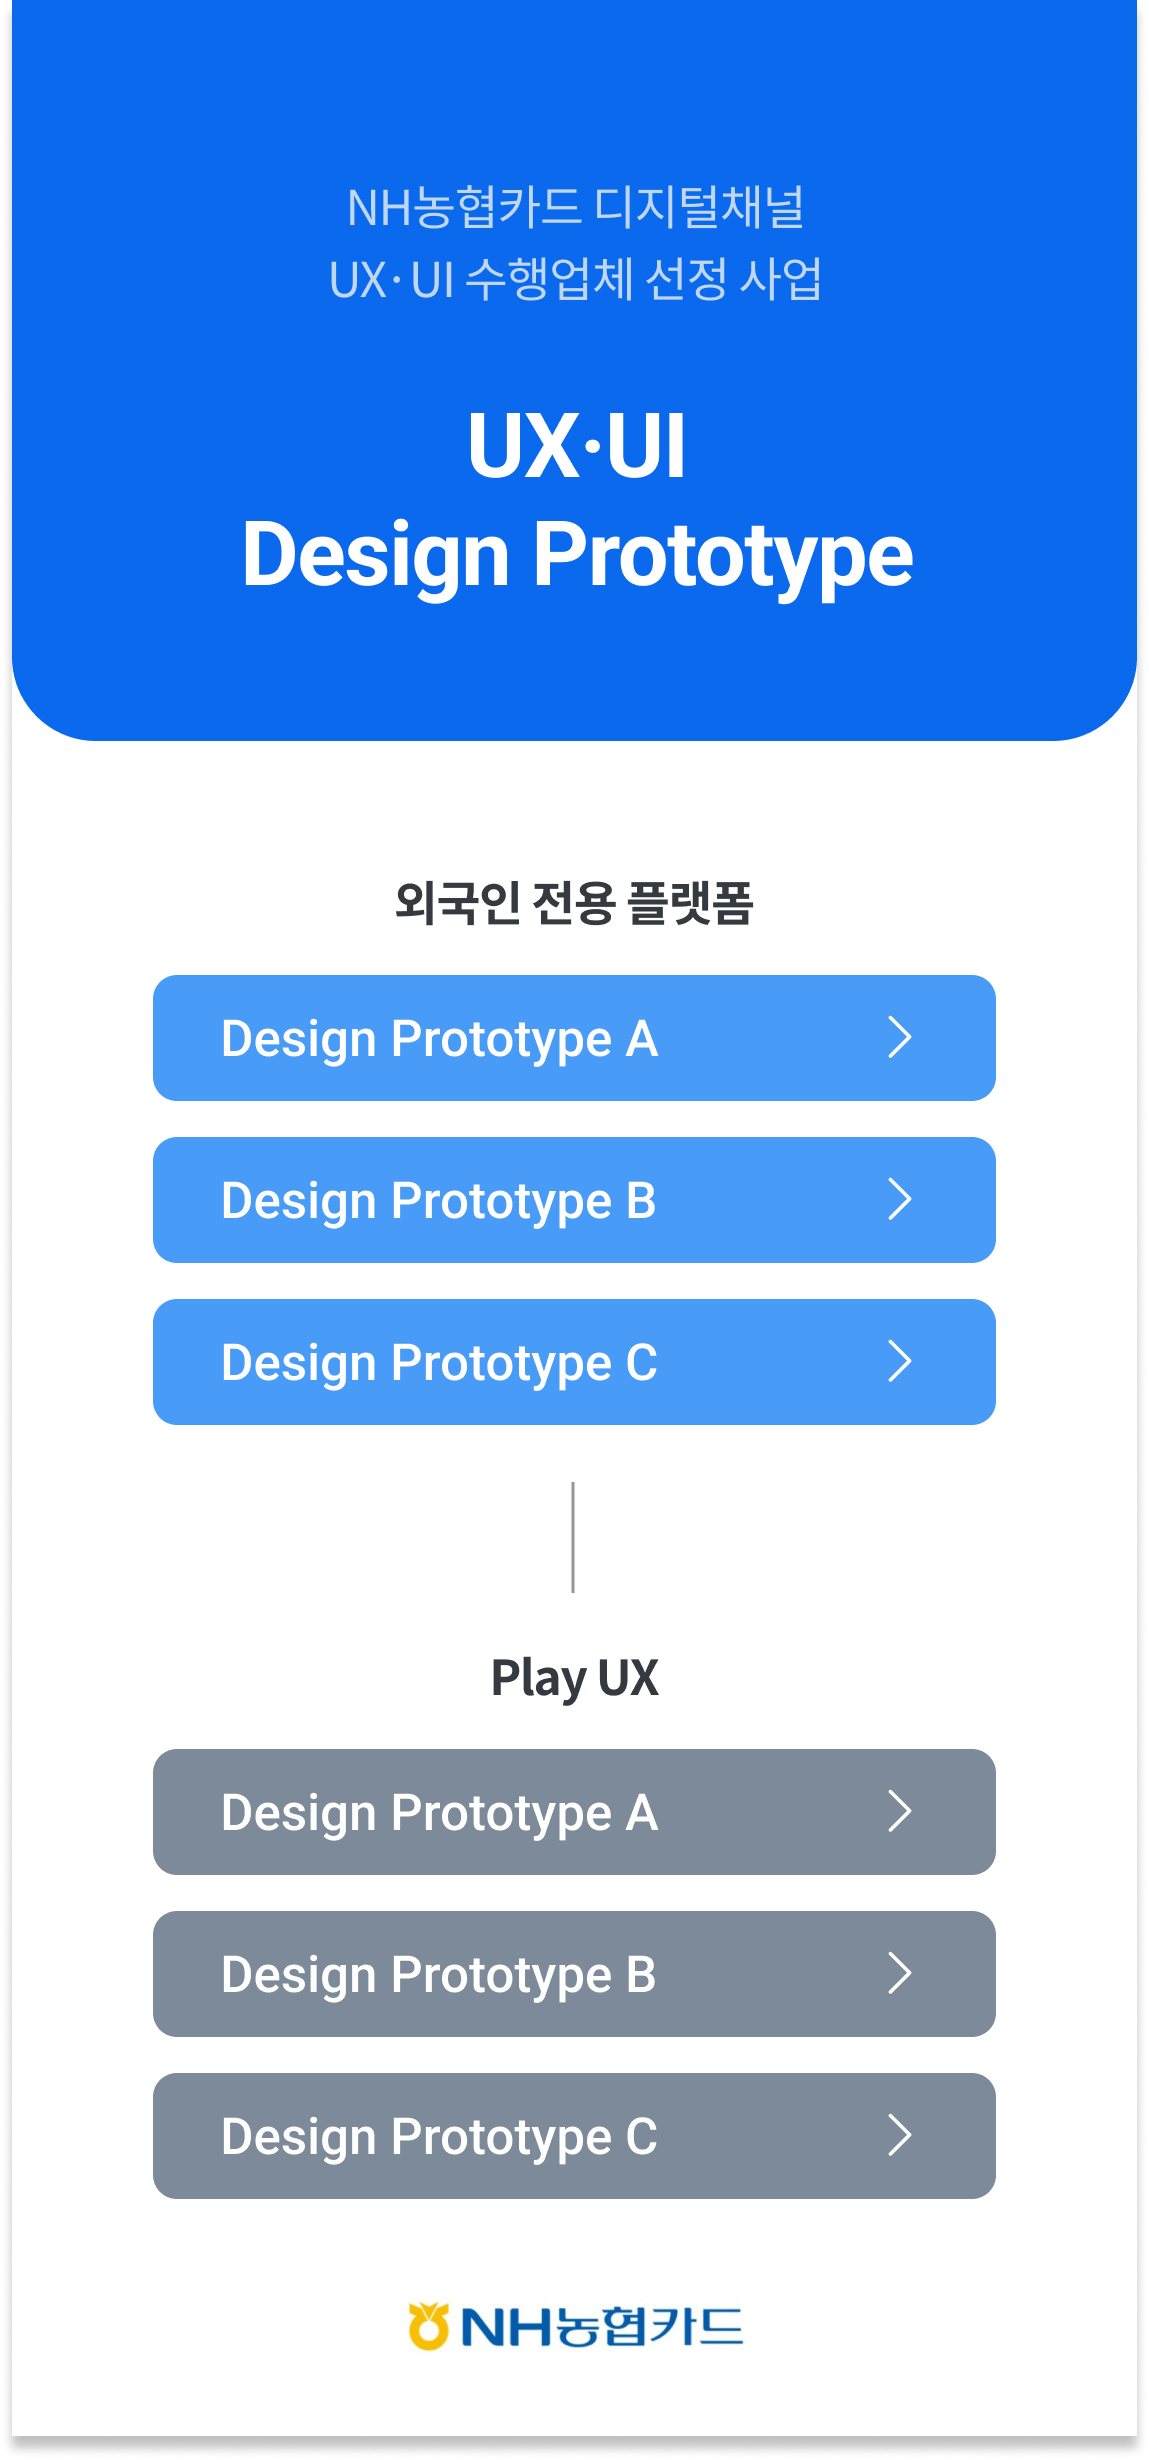 NH농협카드 디지털채널
UX·UI 수행업체 선정 사업
UX·UI
Design Prototype
외국인 전용 플랫폼
Design Prototype A
Design Prototype B
Design Prototype C
Play UX
Design Prototype A
Design Prototype B
Design Prototype C
NH농협카드